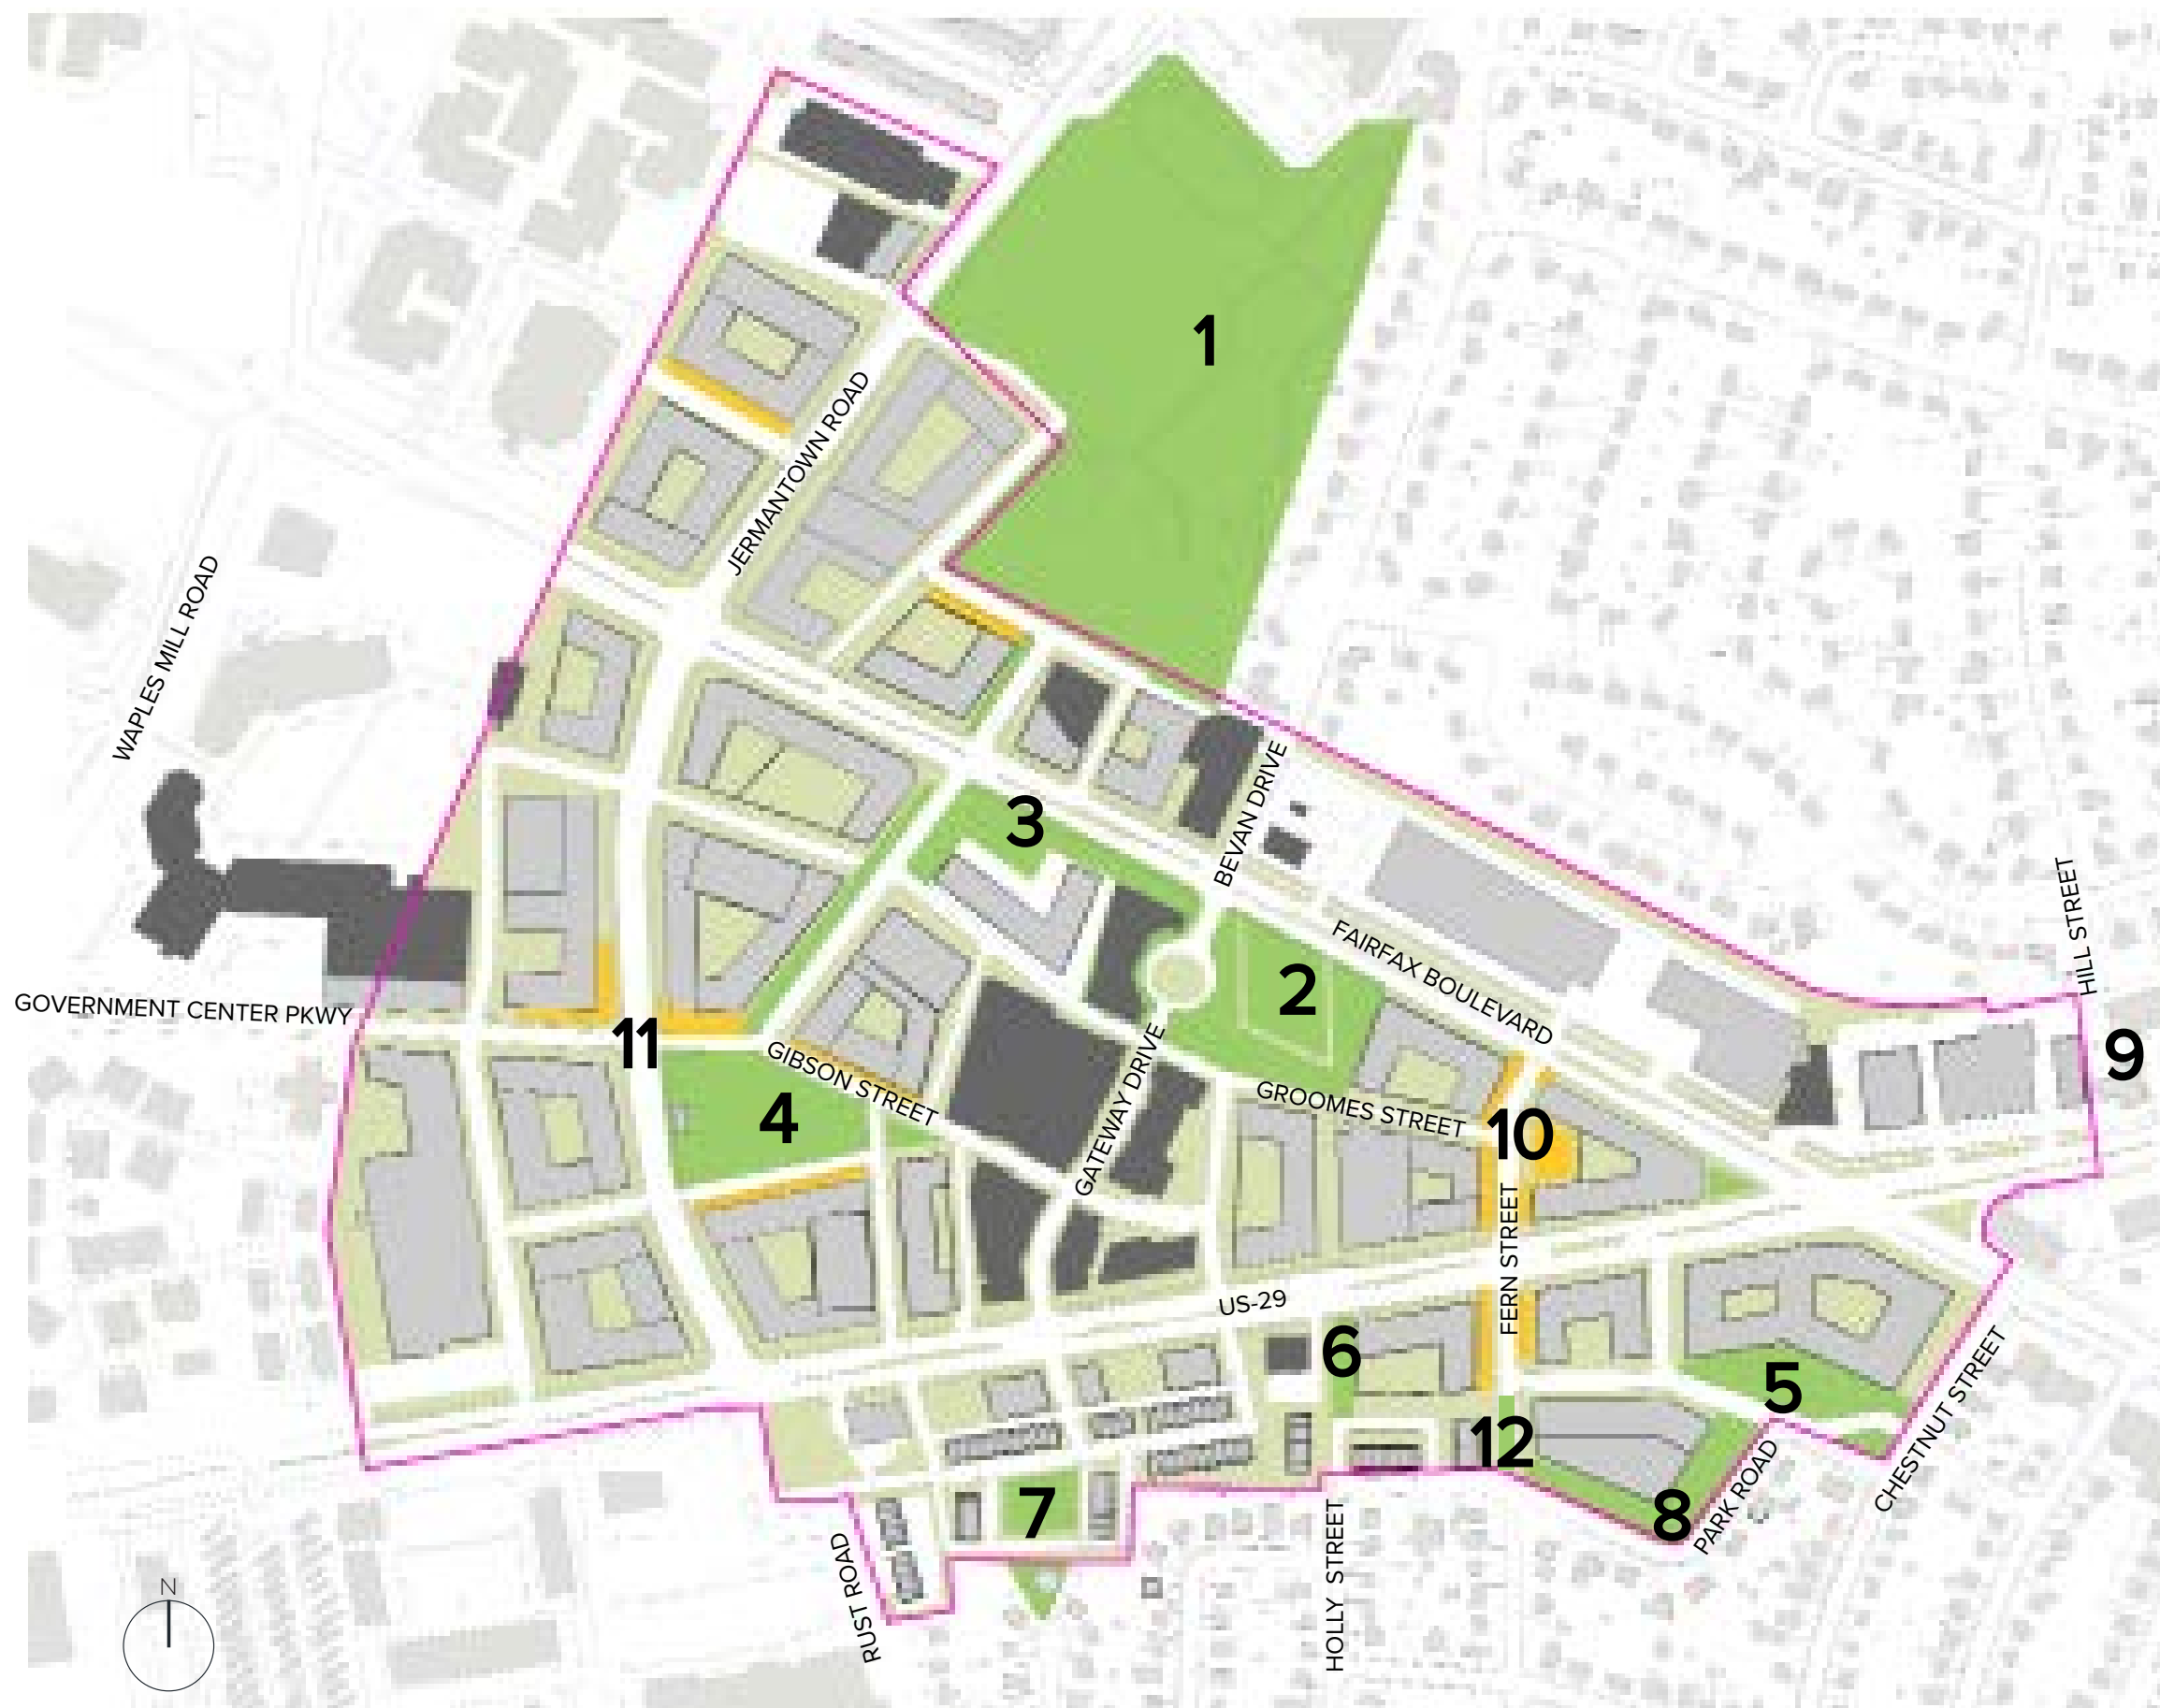 1
JERMANTOWN ROAD
WAPLES MILL ROAD
3
BEVAN DRIVE
HILL STREET
2
FAIRFAX BOULEVARD
GOVERNMENT CENTER PKWY
11
GIBSON STREET
GATEWAY DRIVE
9
4
GROOMES STREET
10
FERN STREET
US-29
6
5
CHESTNUT STREET
12
7
8
PARK ROAD
RUST ROAD
HOLLY STREET
N